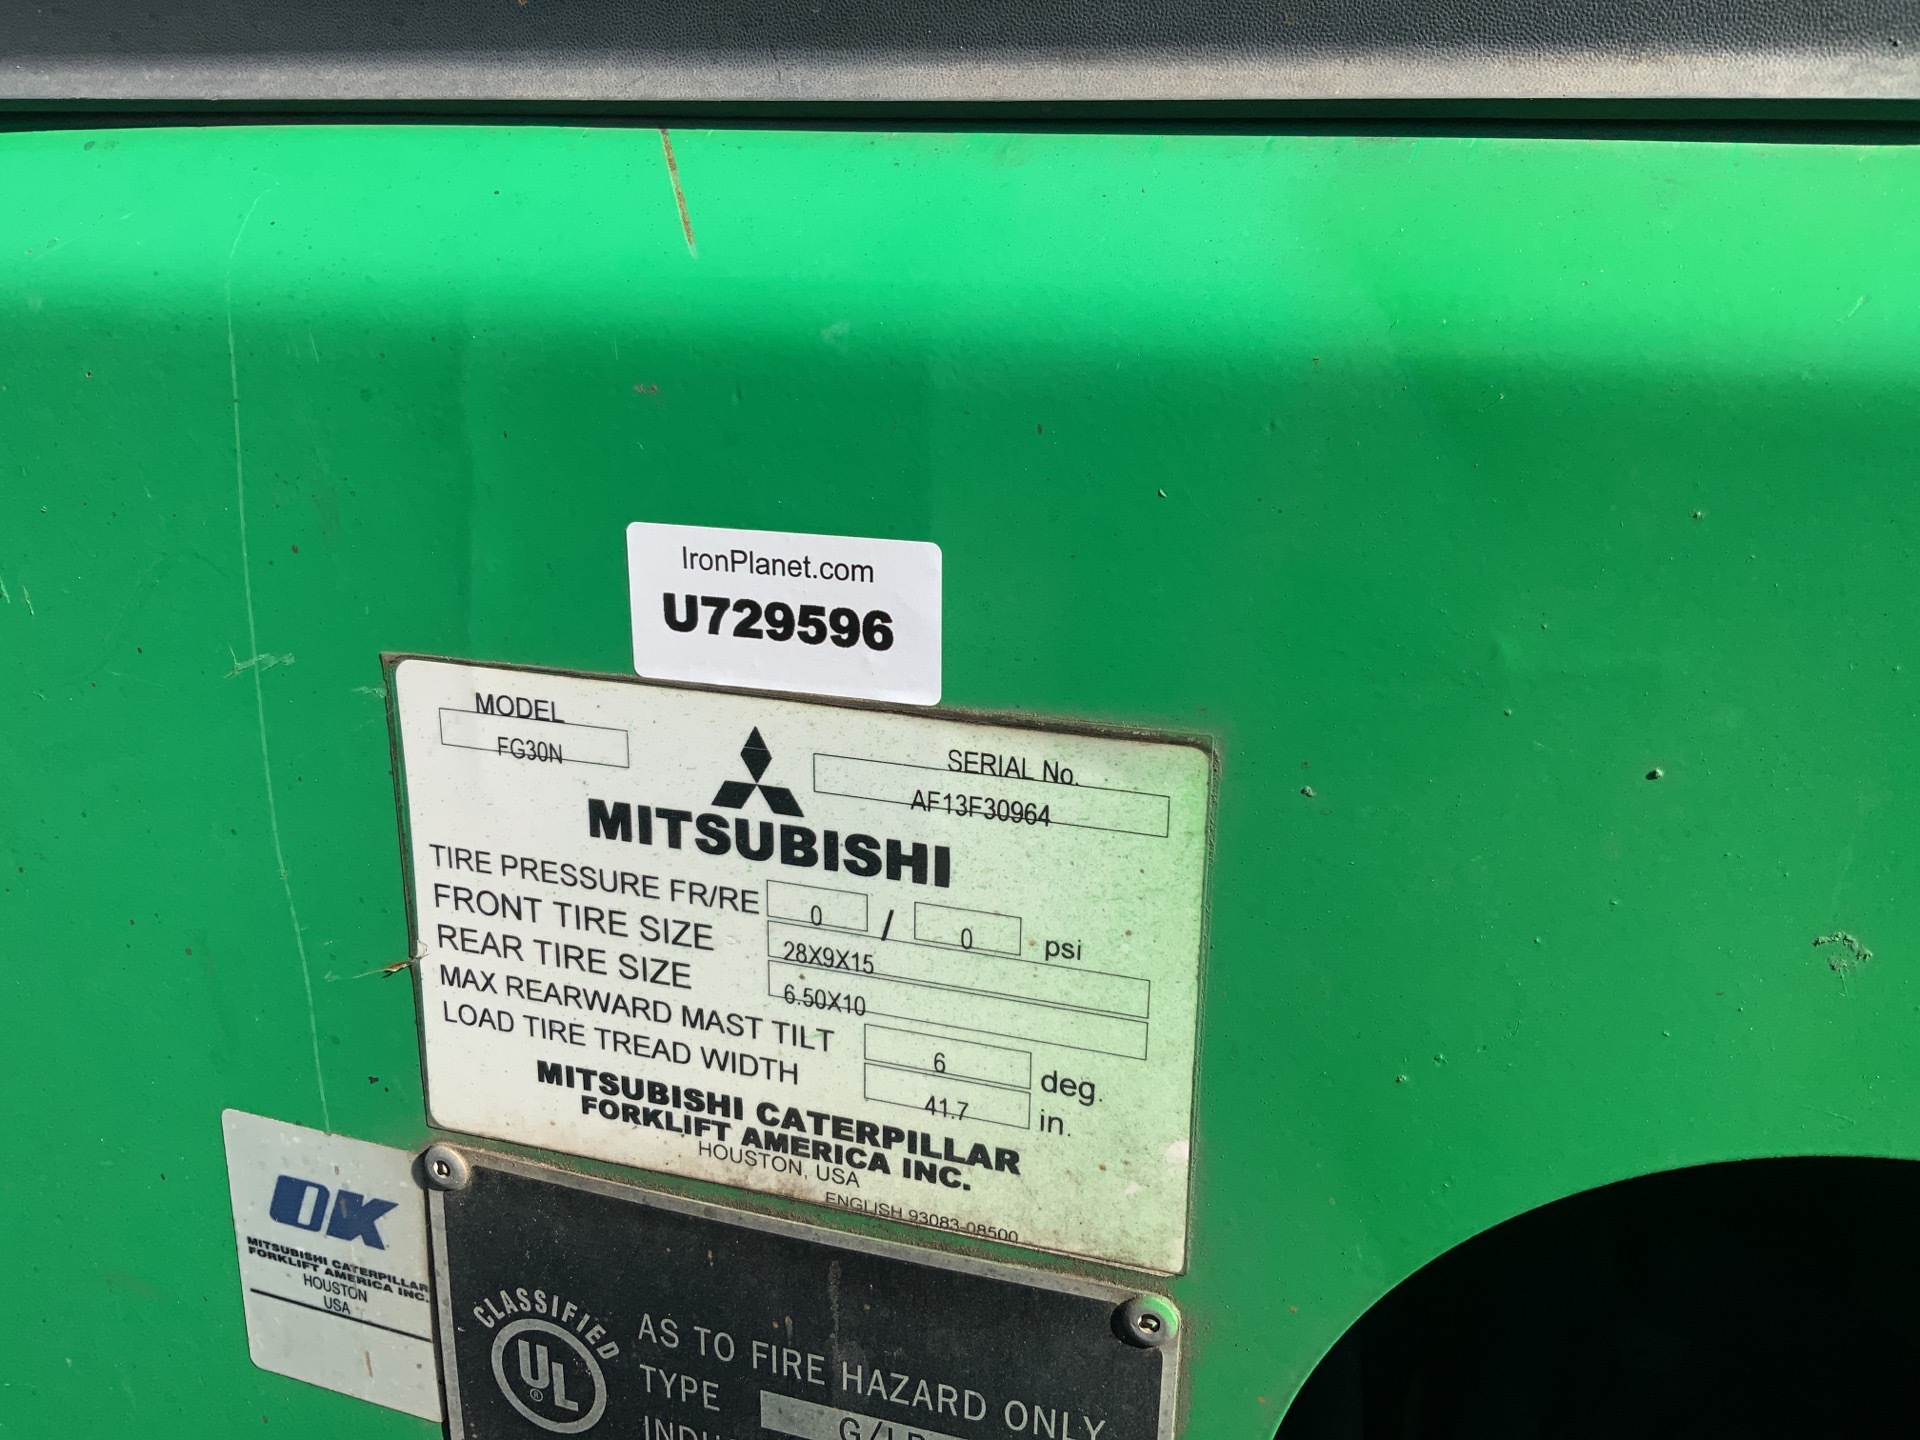 IronPlanet.com
U729596
MODEL
FG30N
SERIAL No.
AF13F30964
MITSUBISHI
TIRE PRESSURE FR/RE 0 / 0 psi
FRONT TIRE SIZE 28X9X15
REAR TIRE SIZE 6.50X10
MAX REARWARD MAST TILT 6 deg.
LOAD TIRE TREAD WIDTH 41.7 in.
MITSUBISHI CATERPILLAR
FORKLIFT AMERICA INC.
HOUSTON, USA
ENGLISH 93083-08500
OK
MITSUBISHI CATERPILLAR
FORKLIFT AMERICA INC.
HOUSTON
USA
CLASSIFIED
UL
®
AS TO FIRE HAZARD ONLY
TYPE